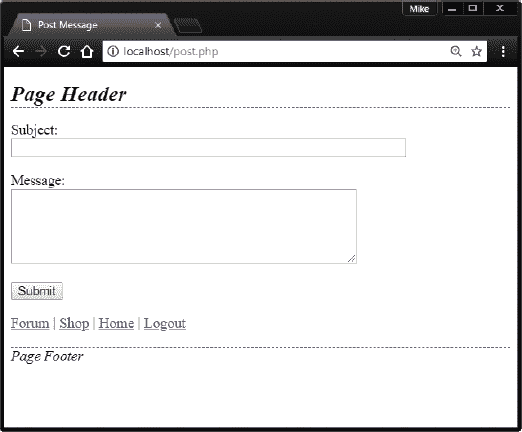 Mike
Post Message
localhost/post.php
Page Header
Subject:
Message:
Submit
Forum | Shop | Home | Logout
Page Footer